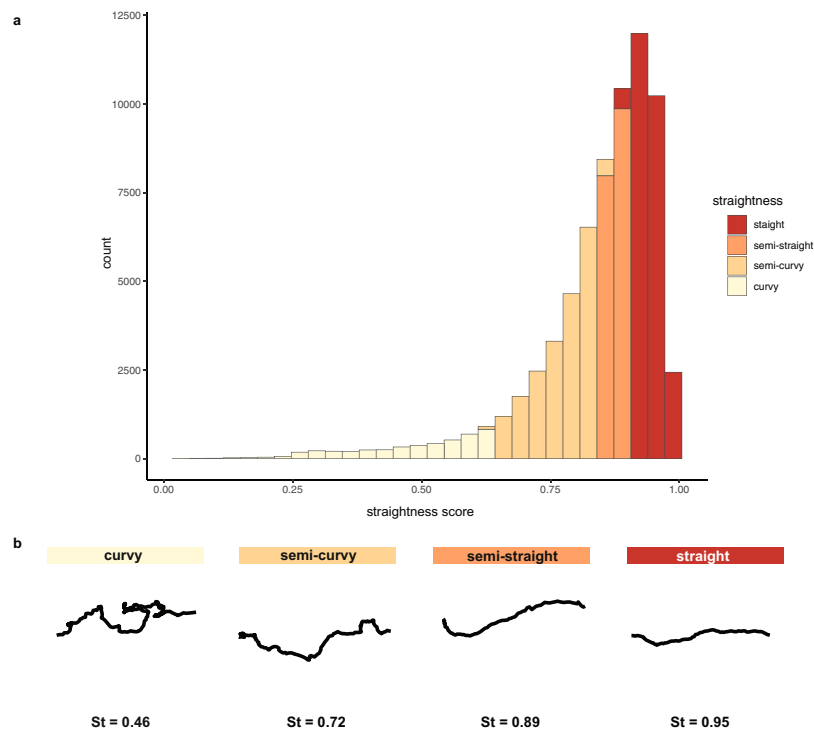 a
12500
10000
7500
5000
2500
0
count
0.00 0.25 0.50 0.75 1.00
straightness score
straightness
staight
semi-straight
semi-curvy
curvy
b
curvy semi-curvy semi-straight straight
St = 0.46 St = 0.72 St = 0.89 St = 0.95